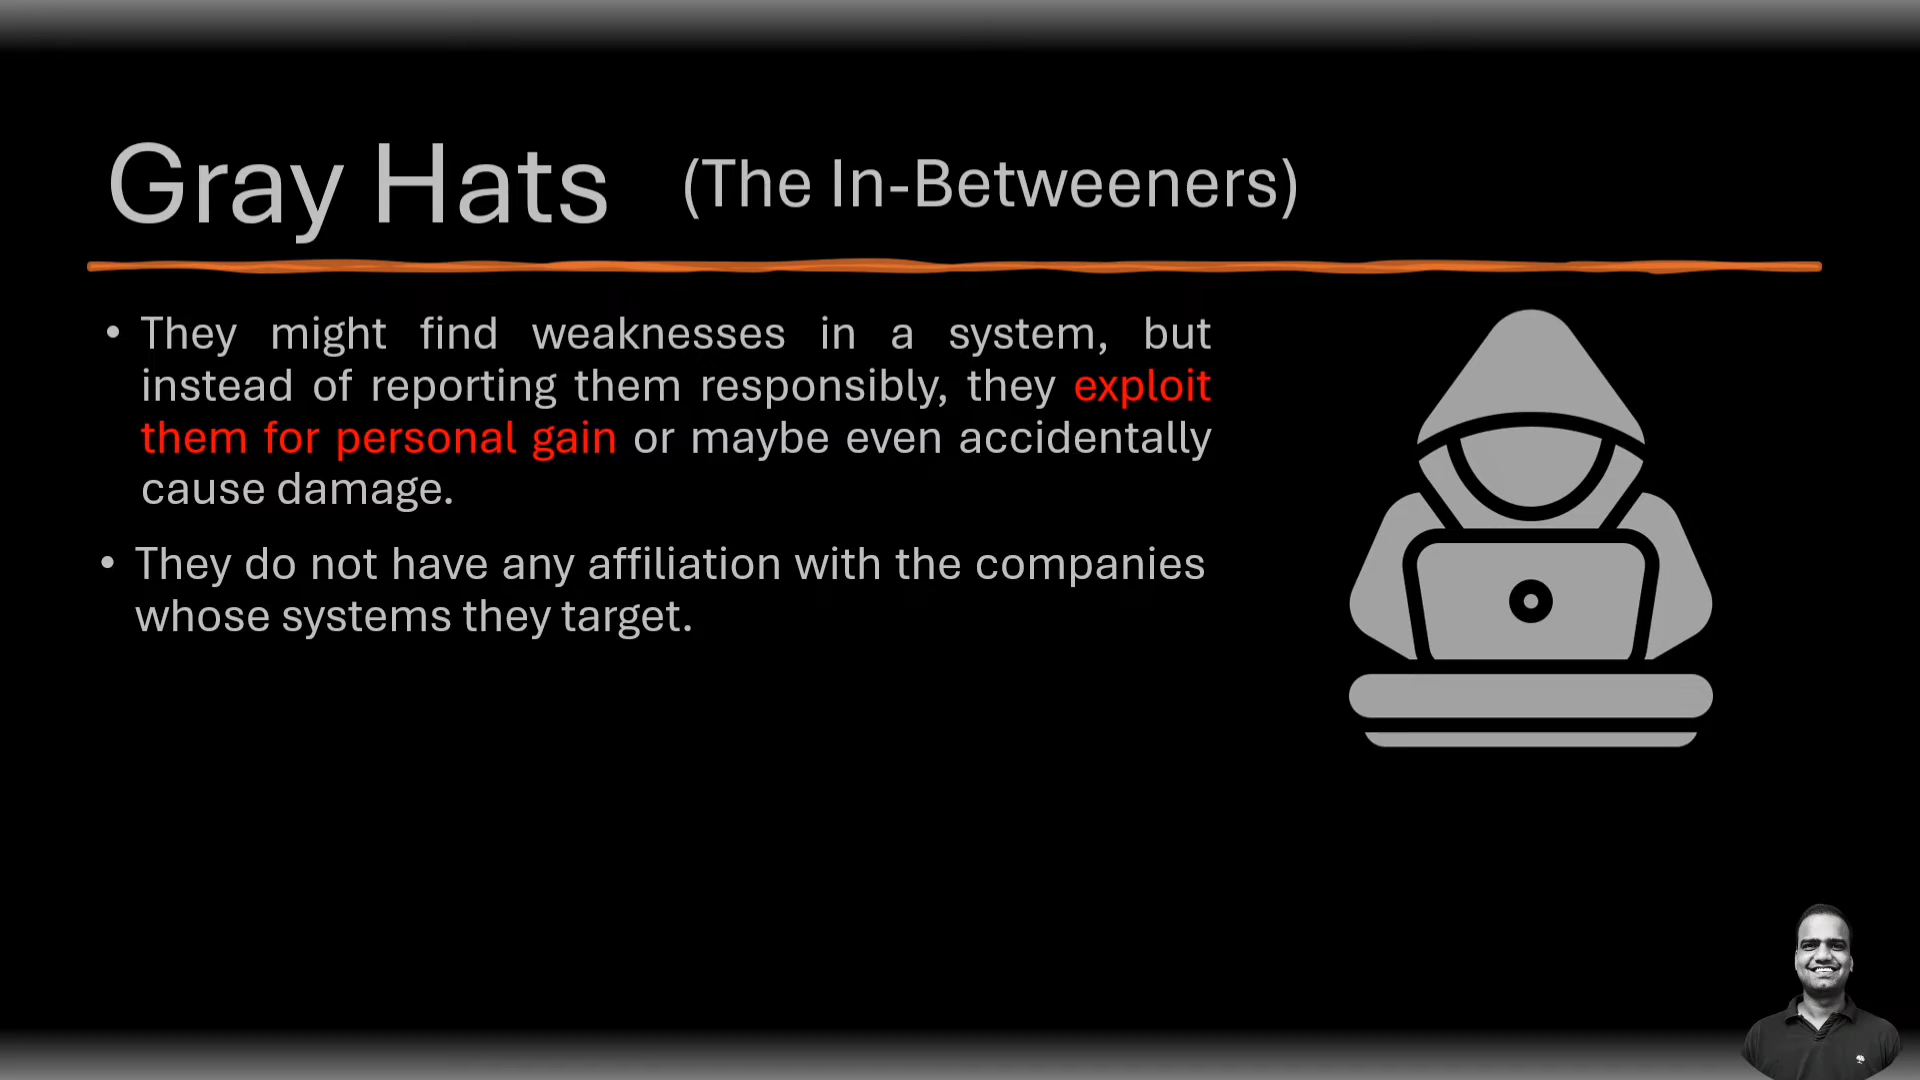 Gray Hats (The In-Betweeners)
• They might find weaknesses in a system, but
instead of reporting them responsibly, they exploit
them for personal gain or maybe even accidentally
cause damage.
• They do not have any affiliation with the companies
whose systems they target.